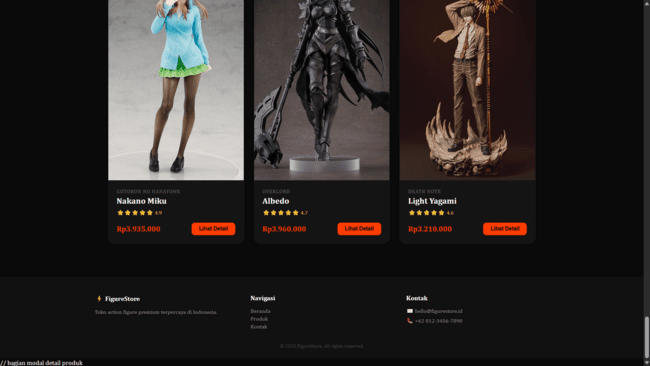 GOTOUBUN NO HANAYOME
Nakano Miku
4.9
Rp3.935.000
Lihat Detail
OVERLORD
Albedo
4.7
Rp3.960.000
Lihat Detail
DEATH NOTE
Light Yagami
4.6
Rp3.210.000
Lihat Detail
FigureStore
Toko action figure premium terpercaya di Indonesia.
Navigasi
Beranda
Produk
Kontak
Kontak
hello@figurestore.id
+62 812-3456-7890
© 2025 FigureStore. All rights reserved.
// bagian modal detail produk